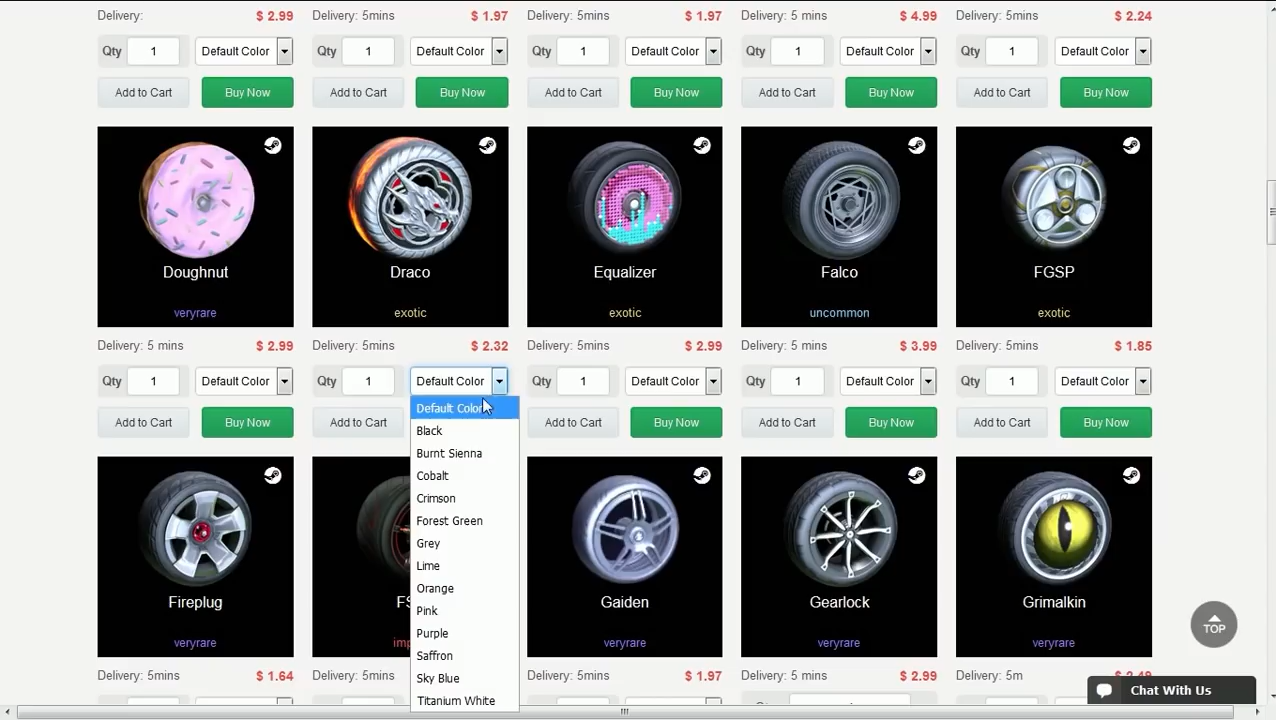 Delivery: $ 2.99 Delivery: 5mins $ 1.97 Delivery: 5mins $ 1.97 Delivery: 5 mins $ 4.99 Delivery: 5mins $ 2.24
Qty 1 Default Color Qty 1 Default Color Qty 1 Default Color Qty 1 Default Color Qty 1 Default Color
Add to Cart Buy Now Add to Cart Buy Now Add to Cart Buy Now Add to Cart Buy Now Add to Cart Buy Now
Doughnut Draco Equalizer Falco FGSP
veryrare exotic exotic uncommon exotic
Delivery: 5 mins $ 2.99 Delivery: 5mins $ 2.32 Delivery: 5mins $ 2.99 Delivery: 5 mins $ 3.99 Delivery: 5mins $ 1.85
Qty 1 Default Color Qty 1 Default Color Qty 1 Default Color Qty 1 Default Color Qty 1 Default Color
Add to Cart Buy Now Add to Cart Add to Cart Buy Now Add to Cart Buy Now Add to Cart Buy Now
Default Color
Black
Burnt Sienna
Cobalt
Crimson
Forest Green
Grey
Lime
Orange
Pink
Purple
Saffron
Sky Blue
Titanium White
Fireplug FS Gaiden Gearlock Grimalkin
veryrare imp veryrare veryrare veryrare
Delivery: 5mins $ 1.64 Delivery: 5mins $ 1.97 Delivery: 5mins $ 2.99 Delivery: 5m
TOP
Chat With Us